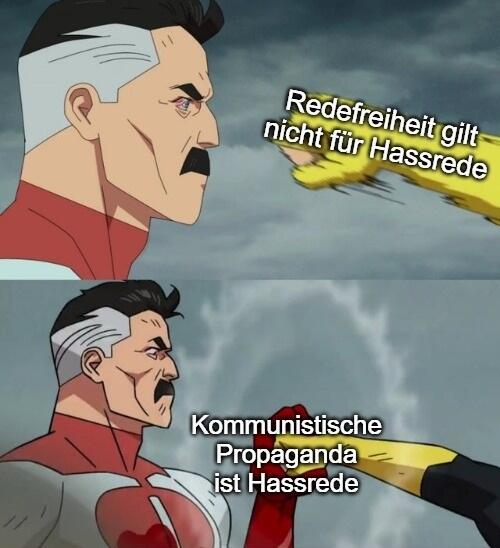 Redefreiheit gilt
nicht für Hassrede
Kommunistische
Propaganda
ist Hassrede